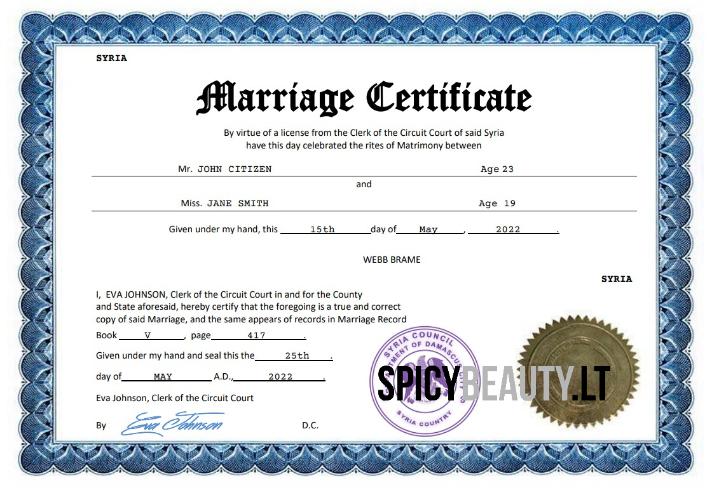 SYRIA
Marriage Certificate
By virtue of a license from the Clerk of the Circuit Court of said Syria
have this day celebrated the rites of Matrimony between
Mr. JOHN CITIZEN Age 23
and
Miss. JANE SMITH Age 19
Given under my hand, this 15th day of May, 2022.
WEBB BRAME
SYRIA
I, EVA JOHNSON, Clerk of the Circuit Court in and for the County
and State aforesaid, hereby certify that the foregoing is a true and correct
copy of said Marriage, and the same appears of records in Marriage Record
Book V, page 417.
Given under my hand and seal this the 25th.
day of MAY A.D., 2022.
Eva Johnson, Clerk of the Circuit Court
By Eva Johnson D.C.
SYRIA COUNCIL
SYRIA COUNTRY
SPICYBEAUTY.LT